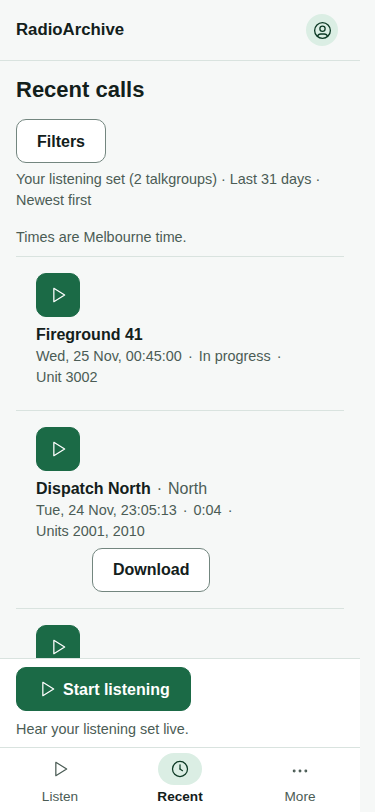 RadioArchive
Recent calls
Filters
Your listening set (2 talkgroups) · Last 31 days ·
Newest first
Times are Melbourne time.
Fireground 41
Wed, 25 Nov, 00:45:00 · In progress ·
Unit 3002
Dispatch North · North
Tue, 24 Nov, 23:05:13 · 0:04 ·
Units 2001, 2010
Download
Start listening
Hear your listening set live.
Listen Recent More